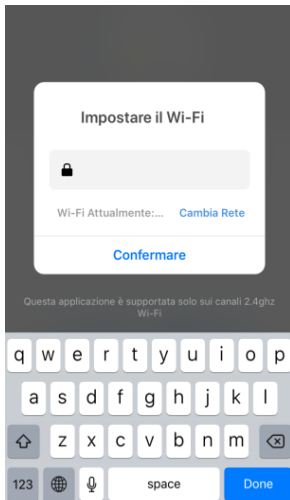 Impostare il Wi-Fi
Wi-Fi Attualmente:... Cambia Rete
Confermare
Questa applicazione è supportata solo sui canali 2.4ghz
Wi-Fi
q w e r t y u i o p
a s d f g h j k l
z x c v b n m
123 space Done